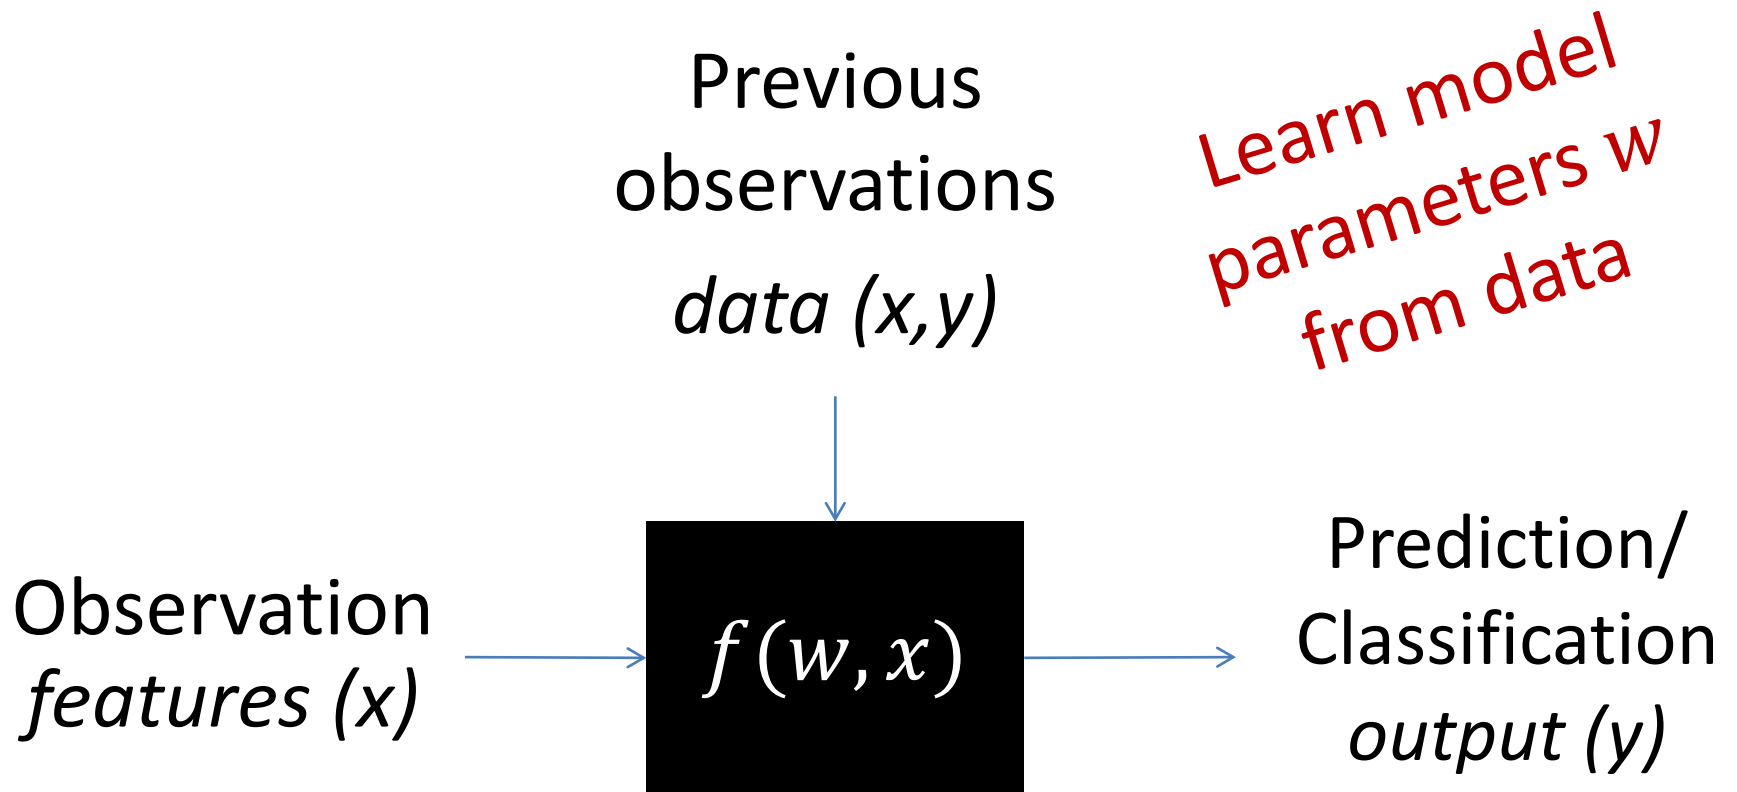 Previous
observations
data (x,y)
Learn model
parameters w
from data
Observation
features (x)
f(w, x)
Prediction/
Classification
output (y)